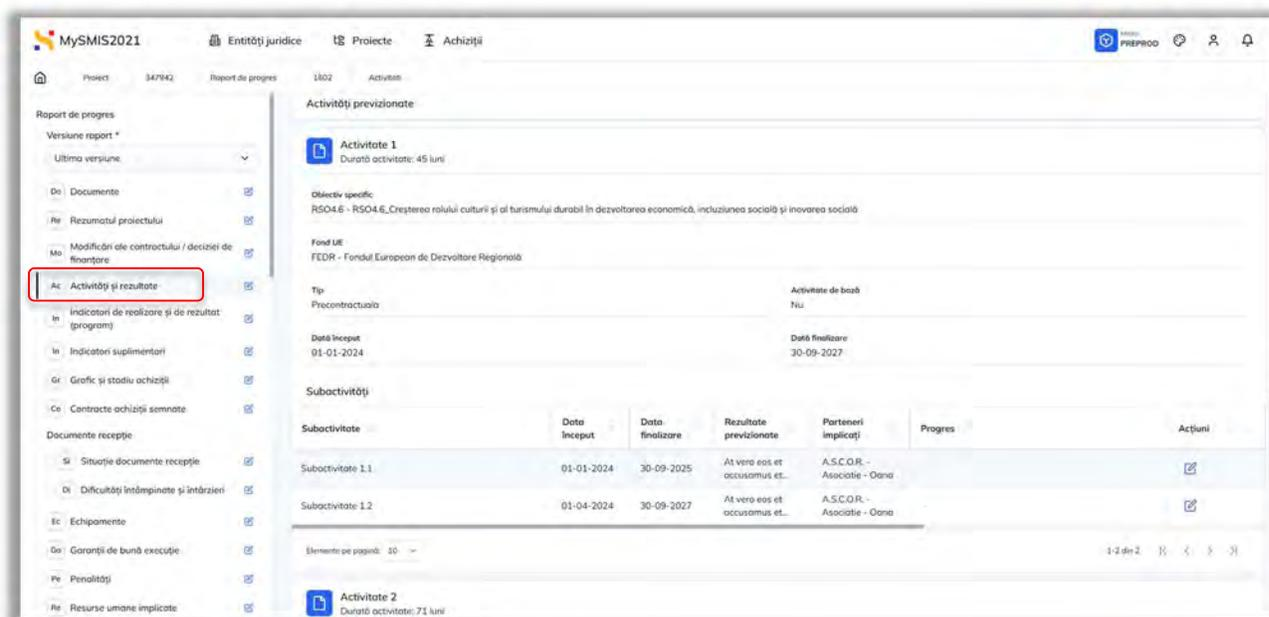 MySMIS2021
Entități juridice
Proiecte
Achiziții
PREPROD
Proiect
347942
Raport de progres
1802
Activitati
Raport de progres
Versiune raport *
Ultima versiune
Do Documente
Re Rezumatul proiectului
Mo Modificări ale contractului / deciziei de
finanțare
Ac Activități și rezultate
In Indicatori de realizare și de rezultat
(program)
In Indicatori suplimentari
Gr Grafic și stadiu achiziții
Co Contracte achiziții semnate
Documente recepție
Si Situație documente recepție
Di Dificultăți întâmpinate și întârzieri
Ec Echipamente
Ga Garanții de bună execuție
Pe Penalități
Re Resurse umane implicate
Activități previzionate
Activitate 1
Durată activitate: 45 luni
Obiectiv specific
RSO4.6 - RSO4.6_Creșterea rolului culturii și al turismului durabil în dezvoltarea economică, incluziunea socială și inovarea socială
Fond UE
FEDR - Fondul European de Dezvoltare Regională
Tip
Precontractuala
Activitate de bază
Nu
Dată început
01-01-2024
Dată finalizare
30-09-2027
Subactivități
Subactivitate
Data
început
Data
finalizare
Rezultate
previzionate
Parteneri
implicați
Progres
Acțiuni
Subactivitate 1.1
01-01-2024
30-09-2025
At vero eos et
accusamus et...
A.S.C.O.R. -
Asociatie - Oana
Subactivitate 1.2
01-04-2024
30-09-2027
At vero eos et
accusamus et...
A.S.C.O.R. -
Asociatie - Oana
Elemente pe pagină: 10
1-2 din 2
Activitate 2
Durată activitate: 71 luni